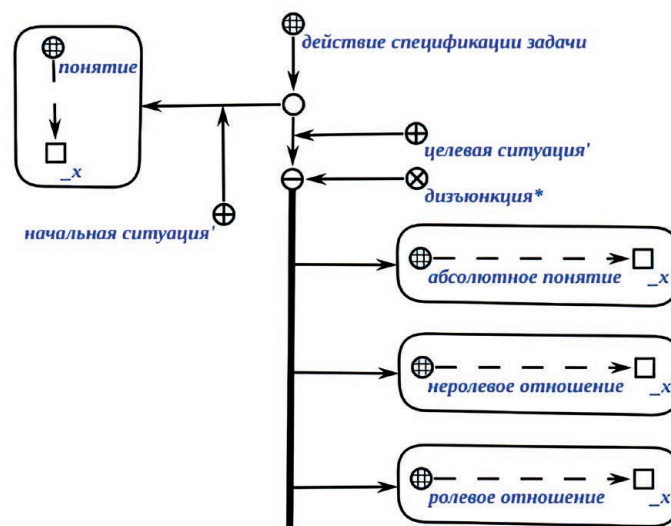 действие спецификации задачи
понятие
_x
целевая ситуация'
дизъюнкция*
начальная ситуация'
абсолютное понятие
_x
неролевое отношение
_x
ролевое отношение
_x